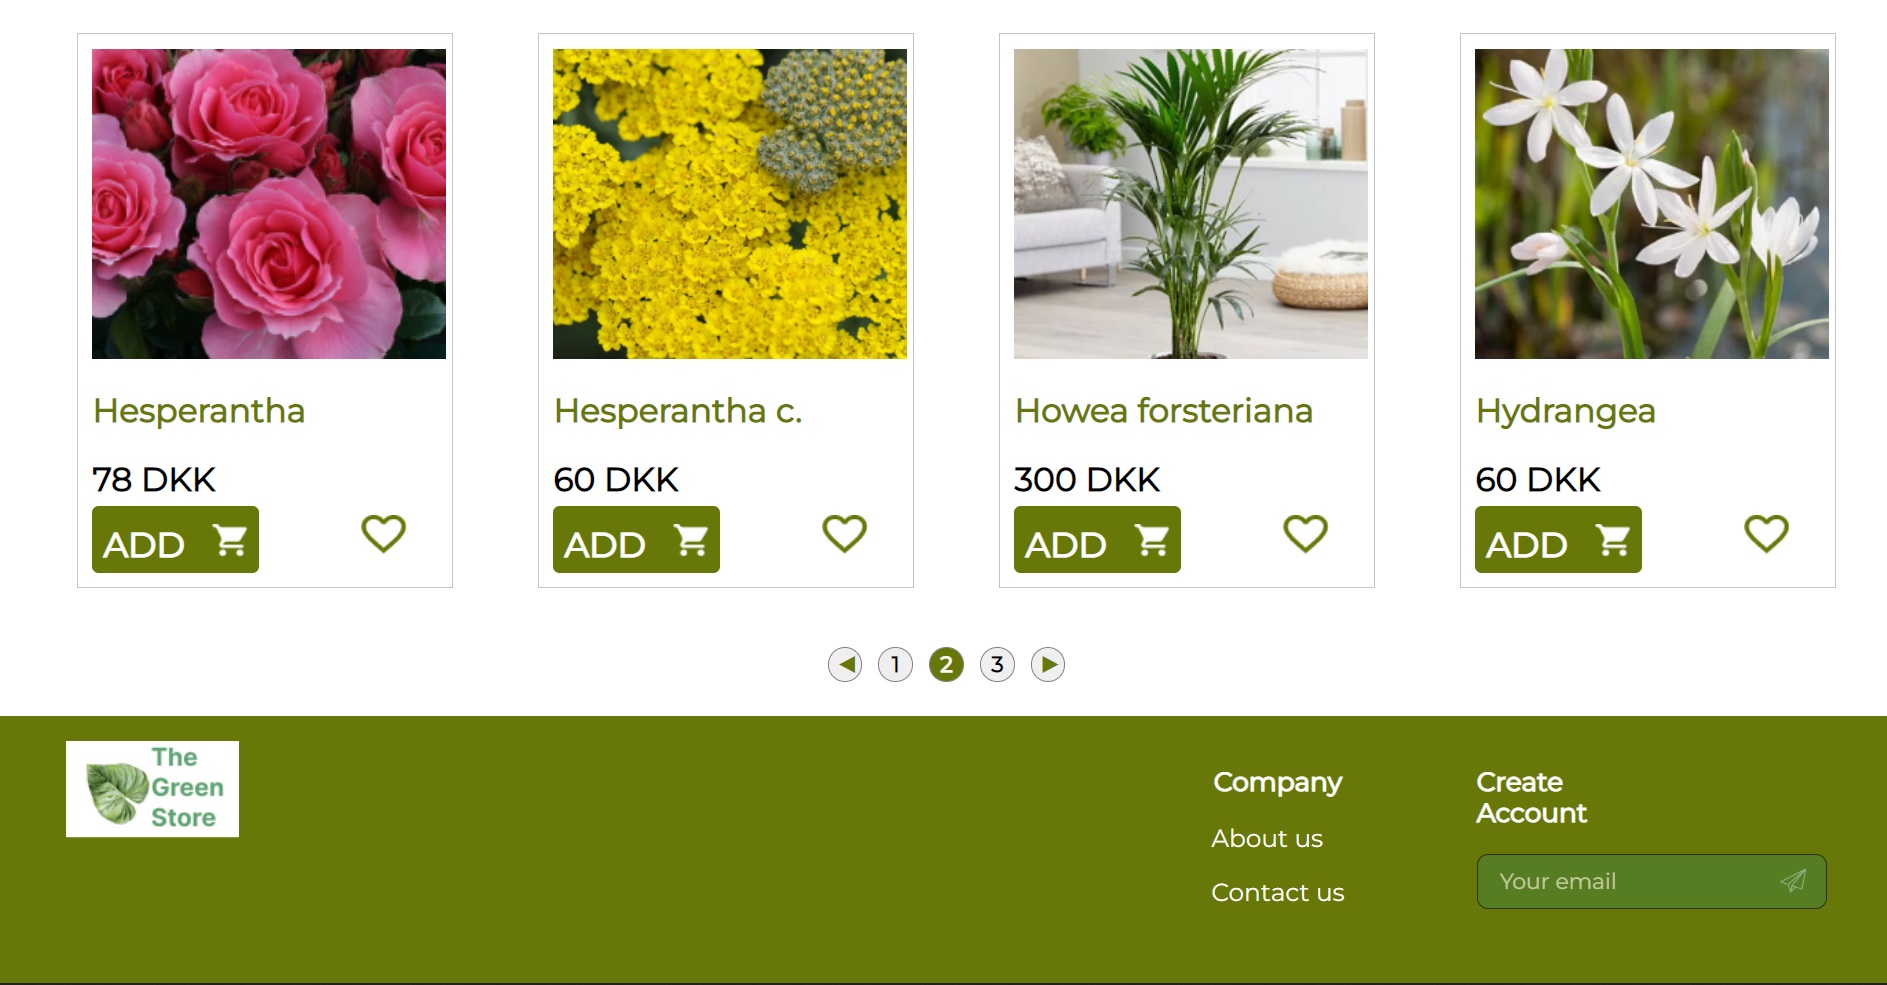 Hesperantha
78 DKK
ADD
Hesperantha c.
60 DKK
ADD
Howea forsteriana
300 DKK
ADD
Hydrangea
60 DKK
ADD
1 2 3
The
Green
Store
Company
About us
Contact us
Create
Account
Your email